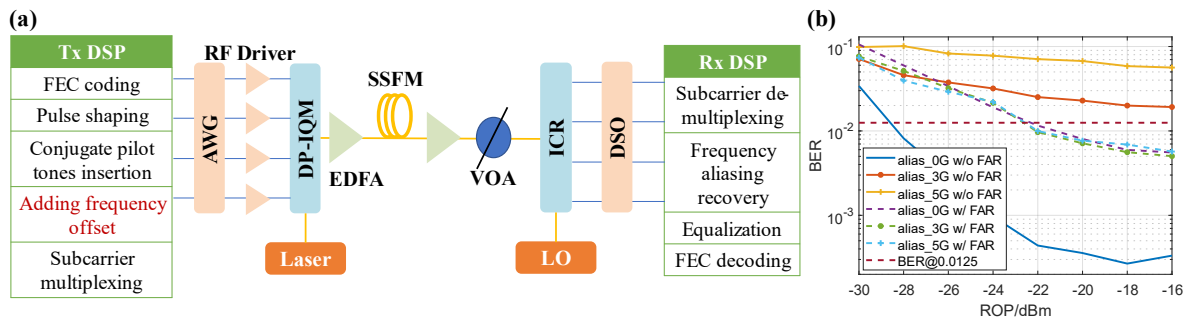 (a)
Tx DSP
FEC coding
Pulse shaping
Conjugate pilot
tones insertion
Adding frequency
offset
Subcarrier
multiplexing
AWG
RF Driver
DP-IQM
Laser
EDFA
SSFM
VOA
ICR
LO
DSO
Rx DSP
Subcarrier de-
multiplexing
Frequency
aliasing
recovery
Equalization
FEC decoding
(b)
10-1
10-2
10-3
BER
alias_0G w/o FAR
alias_3G w/o FAR
alias_5G w/o FAR
alias_0G w/ FAR
alias_3G w/ FAR
alias_5G w/ FAR
BER@0.0125
-30 -28 -26 -24 -22 -20 -18 -16
ROP/dBm